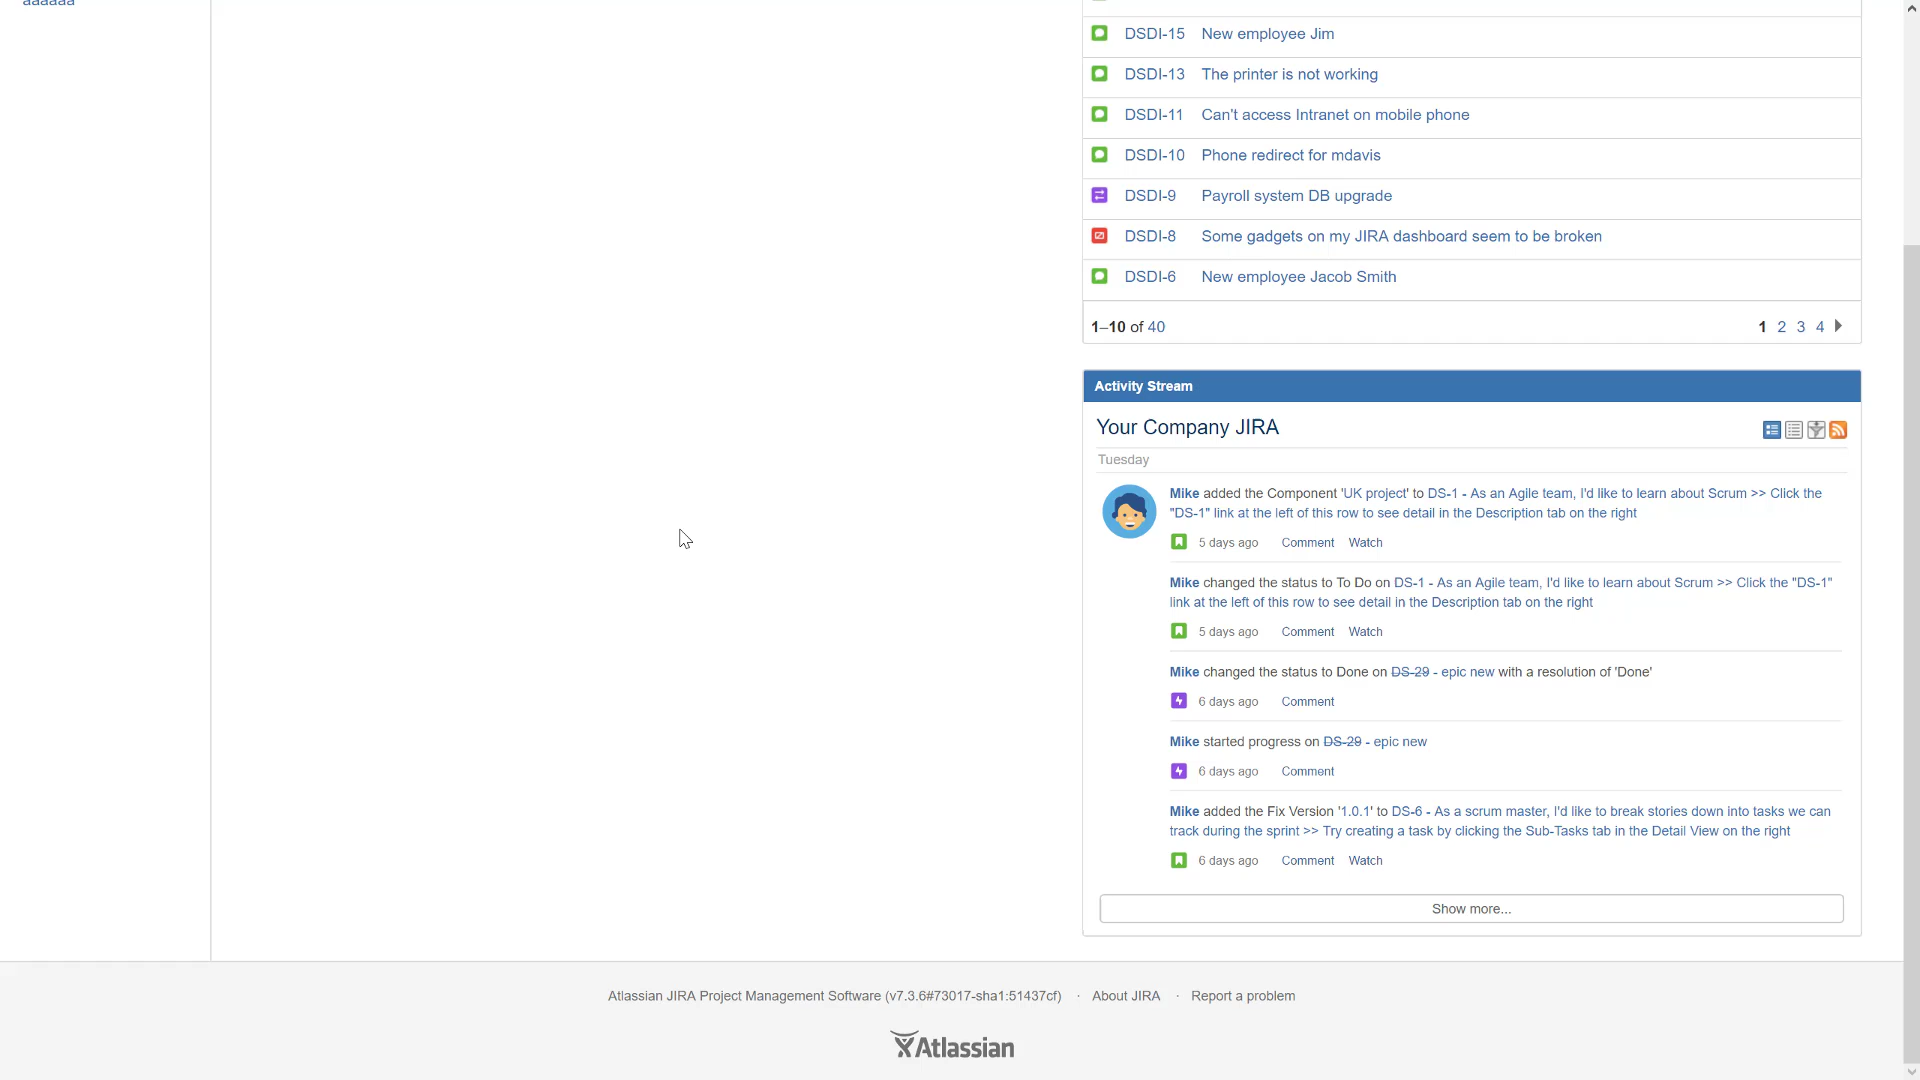 aaaaaa
DSDI-15 New employee Jim
DSDI-13 The printer is not working
DSDI-11 Can't access Intranet on mobile phone
DSDI-10 Phone redirect for mdavis
DSDI-9 Payroll system DB upgrade
DSDI-8 Some gadgets on my JIRA dashboard seem to be broken
DSDI-6 New employee Jacob Smith
1–10 of 40 1 2 3 4
Activity Stream
Your Company JIRA
Tuesday
Mike added the Component 'UK project' to DS-1 - As an Agile team, I'd like to learn about Scrum >> Click the
"DS-1" link at the left of this row to see detail in the Description tab on the right
5 days ago Comment Watch
Mike changed the status to To Do on DS-1 - As an Agile team, I'd like to learn about Scrum >> Click the "DS-1"
link at the left of this row to see detail in the Description tab on the right
5 days ago Comment Watch
Mike changed the status to Done on DS-29 - epic new with a resolution of 'Done'
6 days ago Comment
Mike started progress on DS-29 - epic new
6 days ago Comment
Mike added the Fix Version '1.0.1' to DS-6 - As a scrum master, I'd like to break stories down into tasks we can
track during the sprint >> Try creating a task by clicking the Sub-Tasks tab in the Detail View on the right
6 days ago Comment Watch
Show more...
Atlassian JIRA Project Management Software (v7.3.6#73017-sha1:51437cf) · About JIRA · Report a problem
Atlassian